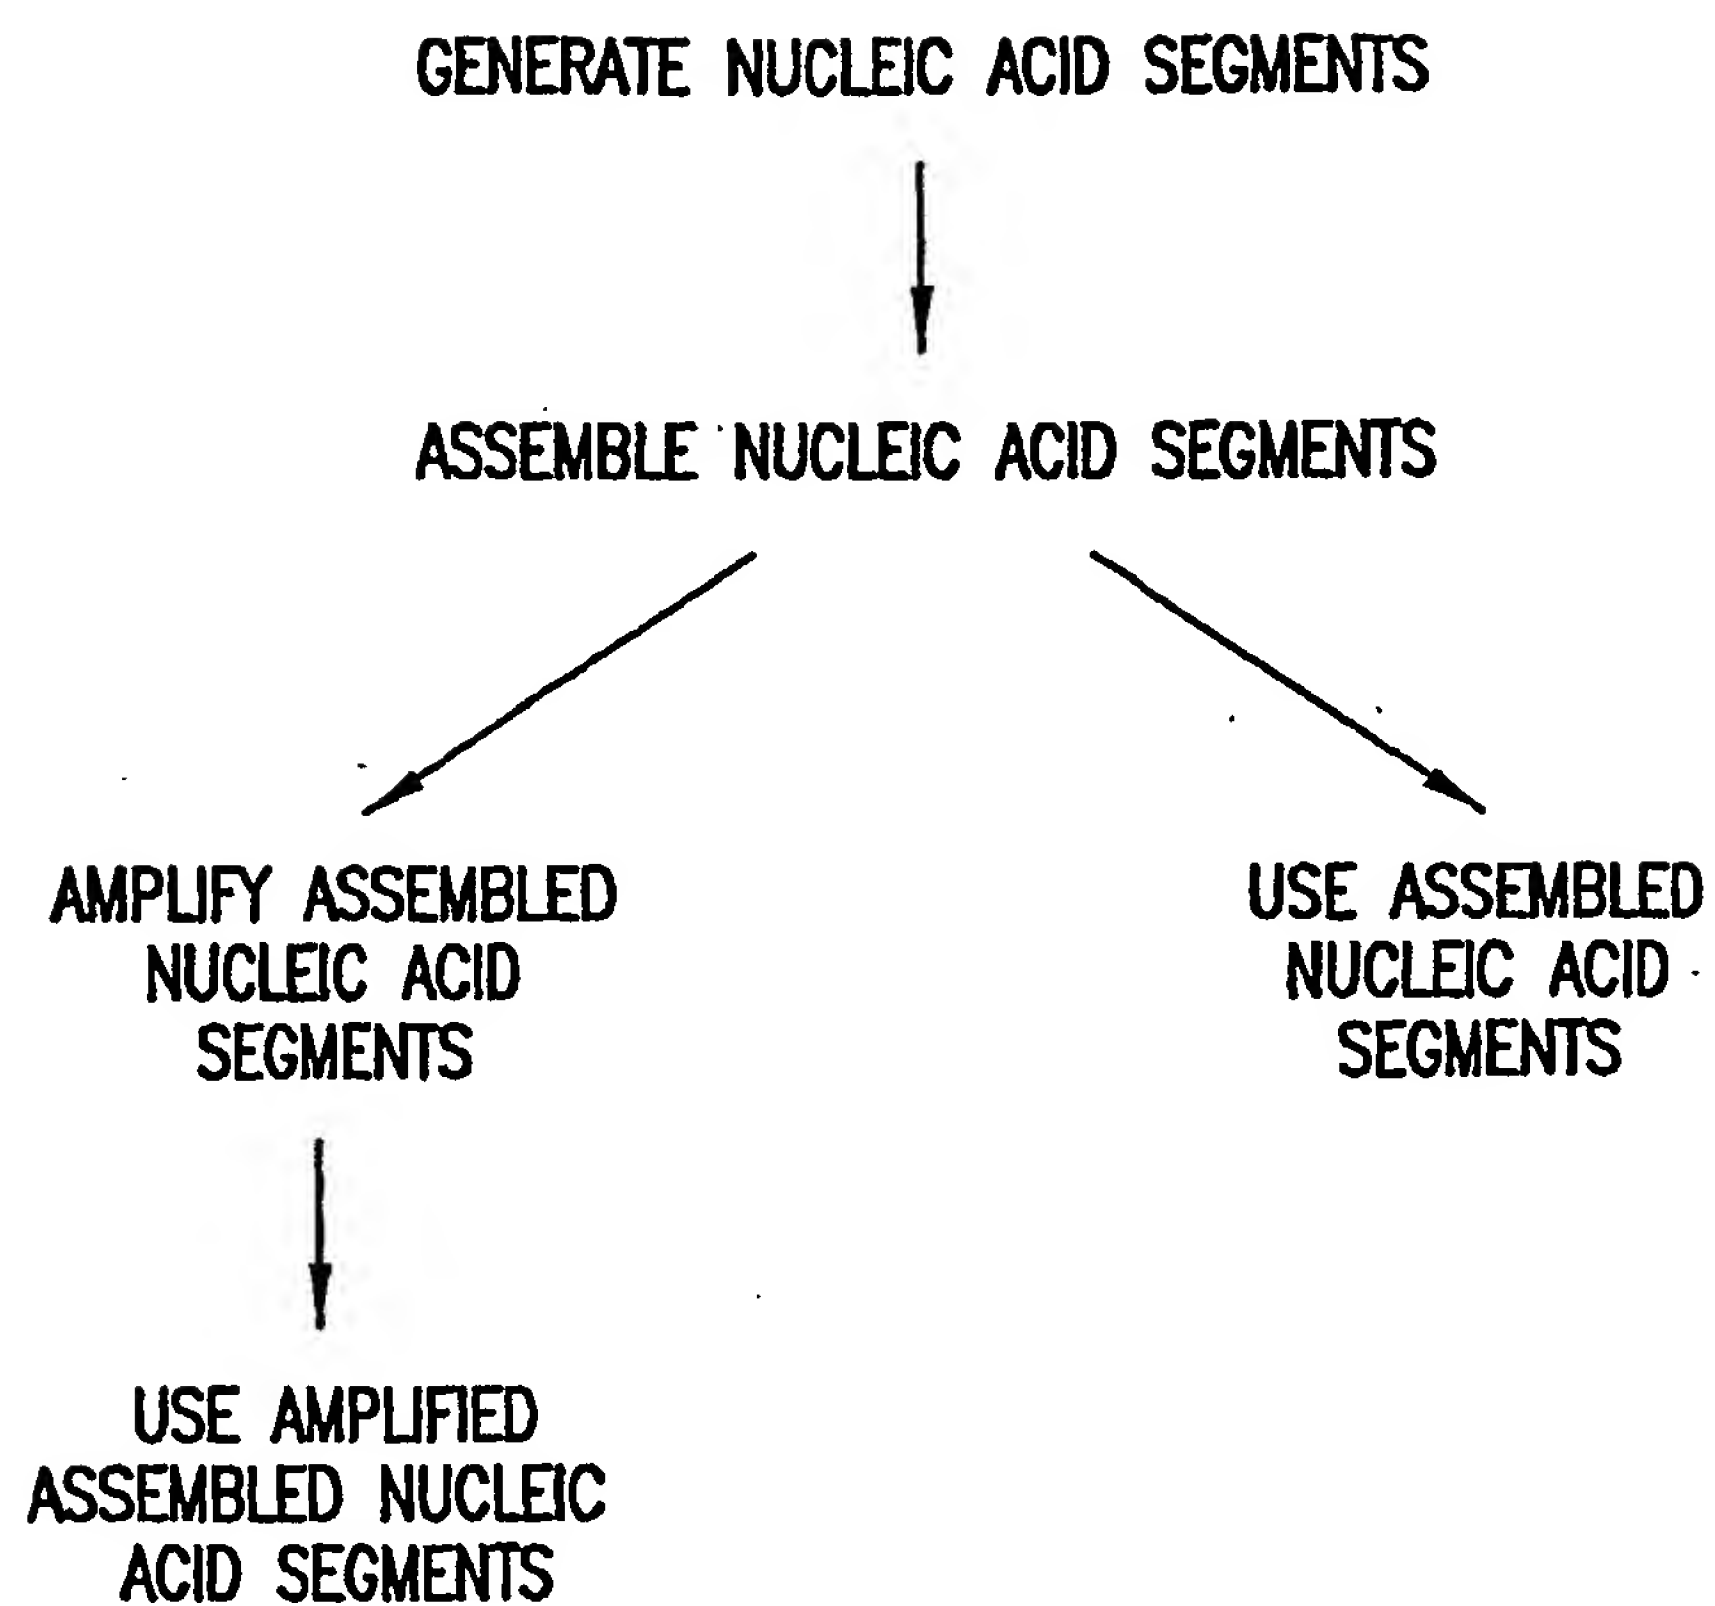 GENERATE NUCLEIC ACID SEGMENTS
ASSEMBLE NUCLEIC ACID SEGMENTS
AMPLIFY ASSEMBLED
NUCLEIC ACID
SEGMENTS
USE ASSEMBLED
NUCLEIC ACID
SEGMENTS
USE AMPLIFIED
ASSEMBLED NUCLEIC
ACID SEGMENTS